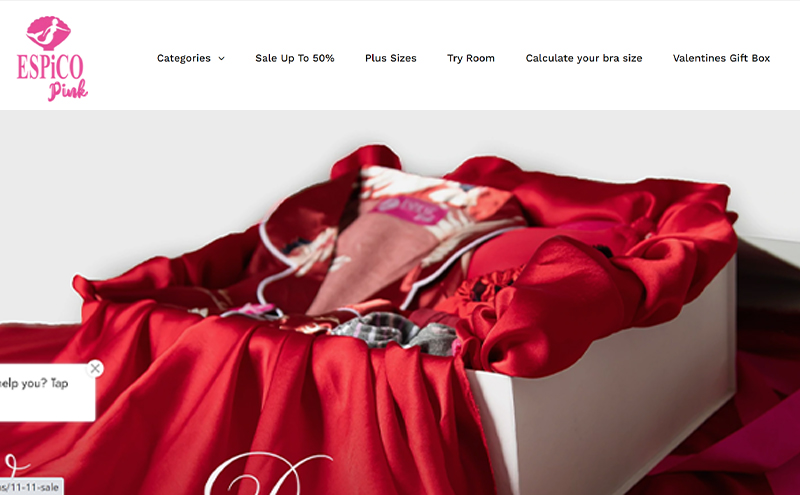 ESPiCO
Pink
Categories
Sale Up To 50%
Plus Sizes
Try Room
Calculate your bra size
Valentines Gift Box
elp you? Tap
s/11-11-sale